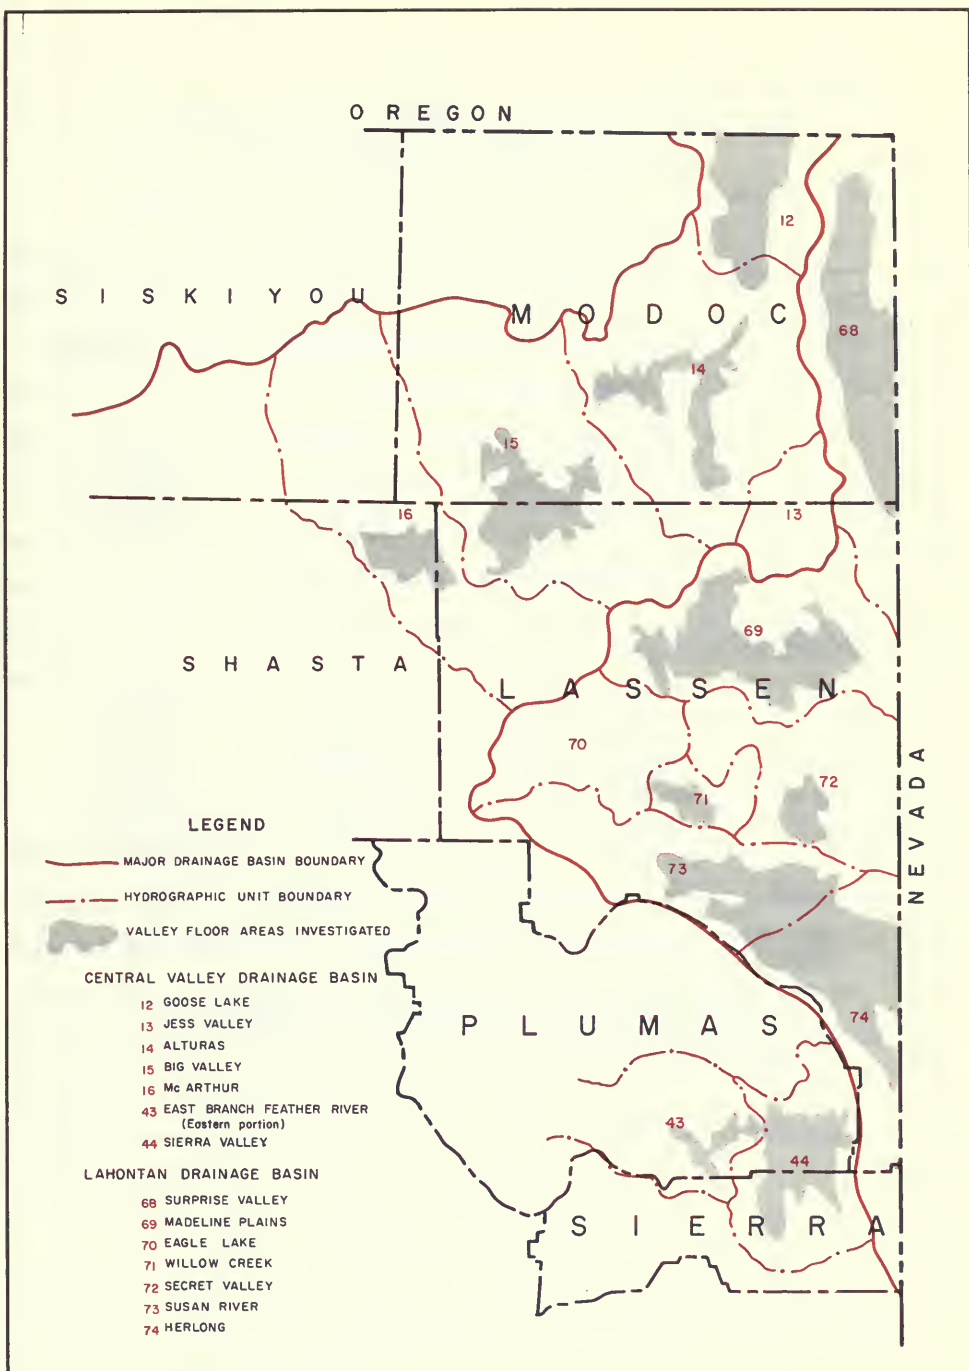 OREGON
12
SISKIYOU
MODOC
68
14
15
13
16
69
SHASTA
LASSEN
70
72
71
NEVADA
73
PLUMAS
74
43
44
SIERRA
LEGEND
MAJOR DRAINAGE BASIN BOUNDARY
HYDROGRAPHIC UNIT BOUNDARY
VALLEY FLOOR AREAS INVESTIGATED
CENTRAL VALLEY DRAINAGE BASIN
12 GOOSE LAKE
13 JESS VALLEY
14 ALTURAS
15 BIG VALLEY
16 Mc ARTHUR
43 EAST BRANCH FEATHER RIVER
(Eastern portion)
44 SIERRA VALLEY
LAHONTAN DRAINAGE BASIN
68 SURPRISE VALLEY
69 MADELINE PLAINS
70 EAGLE LAKE
71 WILLOW CREEK
72 SECRET VALLEY
73 SUSAN RIVER
74 HERLONG